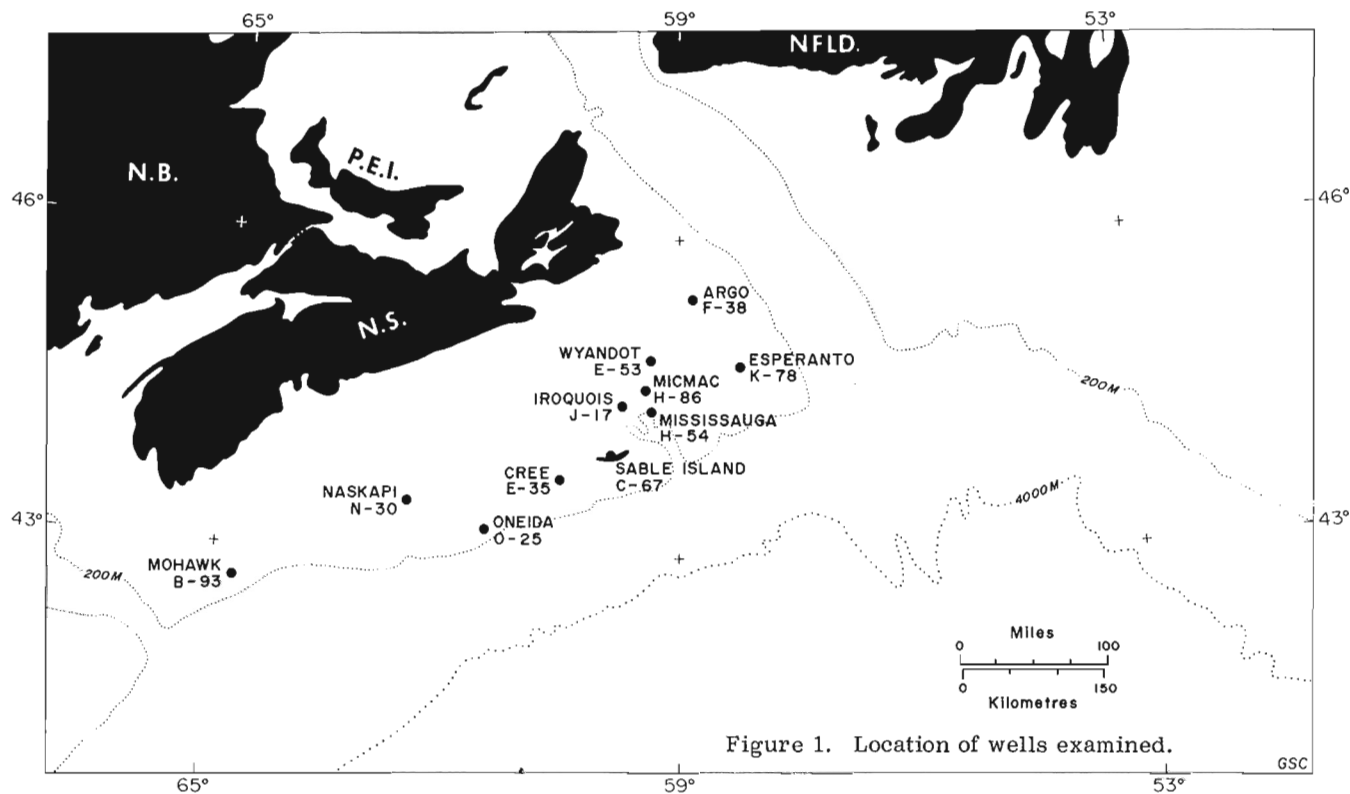 65°
59°
53°
NFLD.
N.B.
P.E.I.
46°
46°
ARGO
F-38
N.S.
WYANDOT
E-53
ESPERANTO
K-78
MICMAC
H-86
IROQUOIS
J-17
MISSISSAUGA
H-54
200M
SABLE ISLAND
C-67
CREE
E-35
NASKAPI
N-30
4000M
43°
ONEIDA
O-25
43°
MOHAWK
B-93
200M
Miles
0 100
0 150
Kilometres
Figure 1. Location of wells examined.
GSC
65°
59°
53°